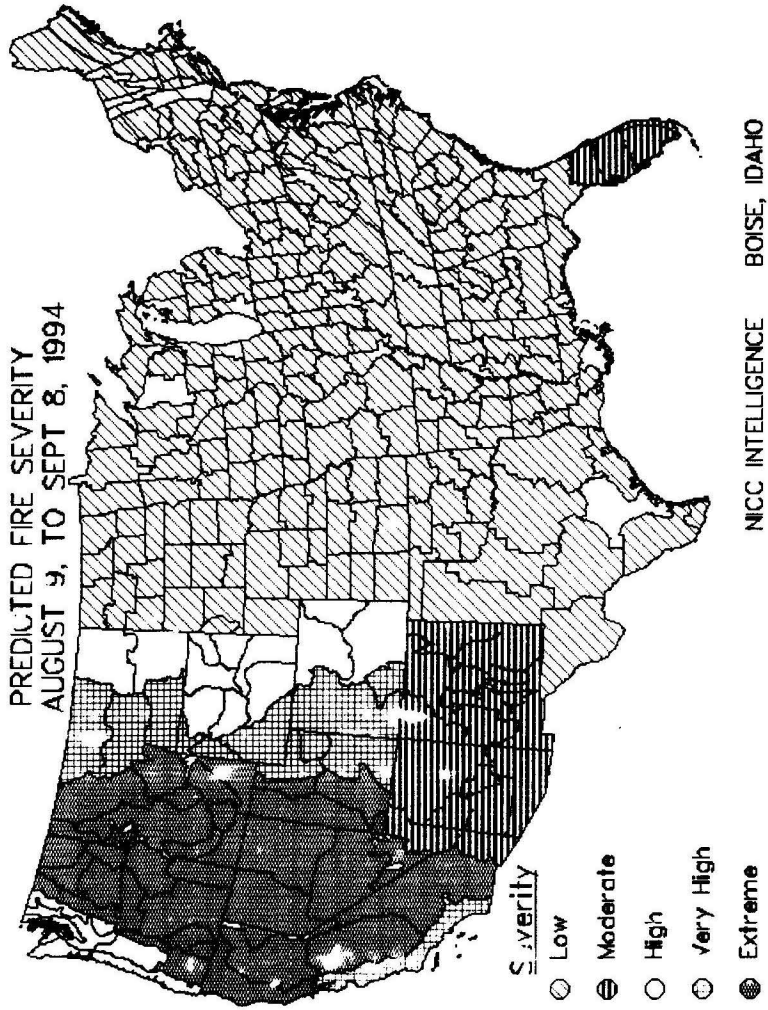 PREDICTED FIRE SEVERITY
AUGUST 9, TO SEPT 8, 1994
Severity
Low
Moderate
High
Very High
Extreme
NICC INTELLIGENCE BOISE, IDAHO